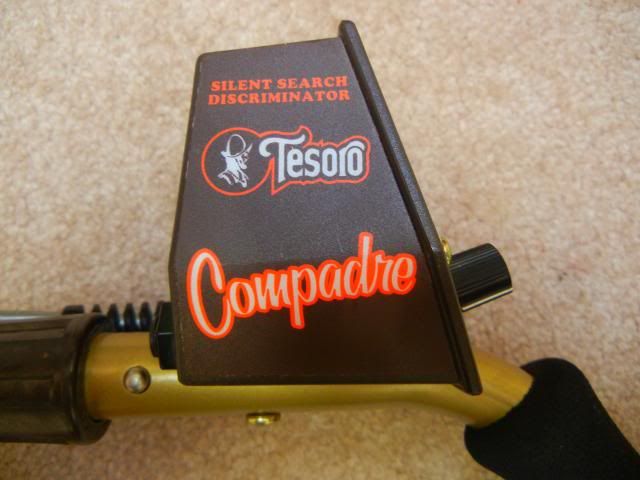 SILENT SEARCH
DISCRIMINATOR
Tesoro
Compadre